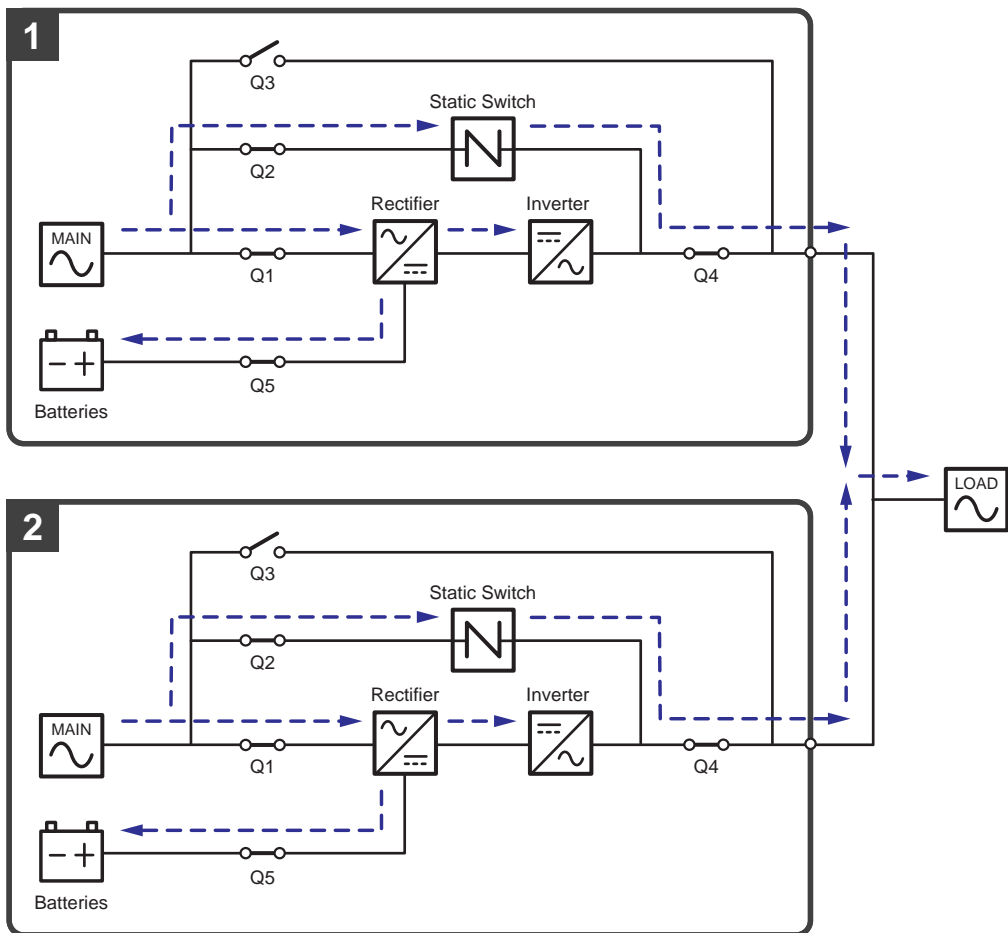 1
Q3
Static Switch
Q2
Rectifier
Inverter
MAIN
Q1
Q4
Q5
Batteries
LOAD
2
Q3
Static Switch
Q2
Rectifier
Inverter
MAIN
Q1
Q4
Q5
Batteries